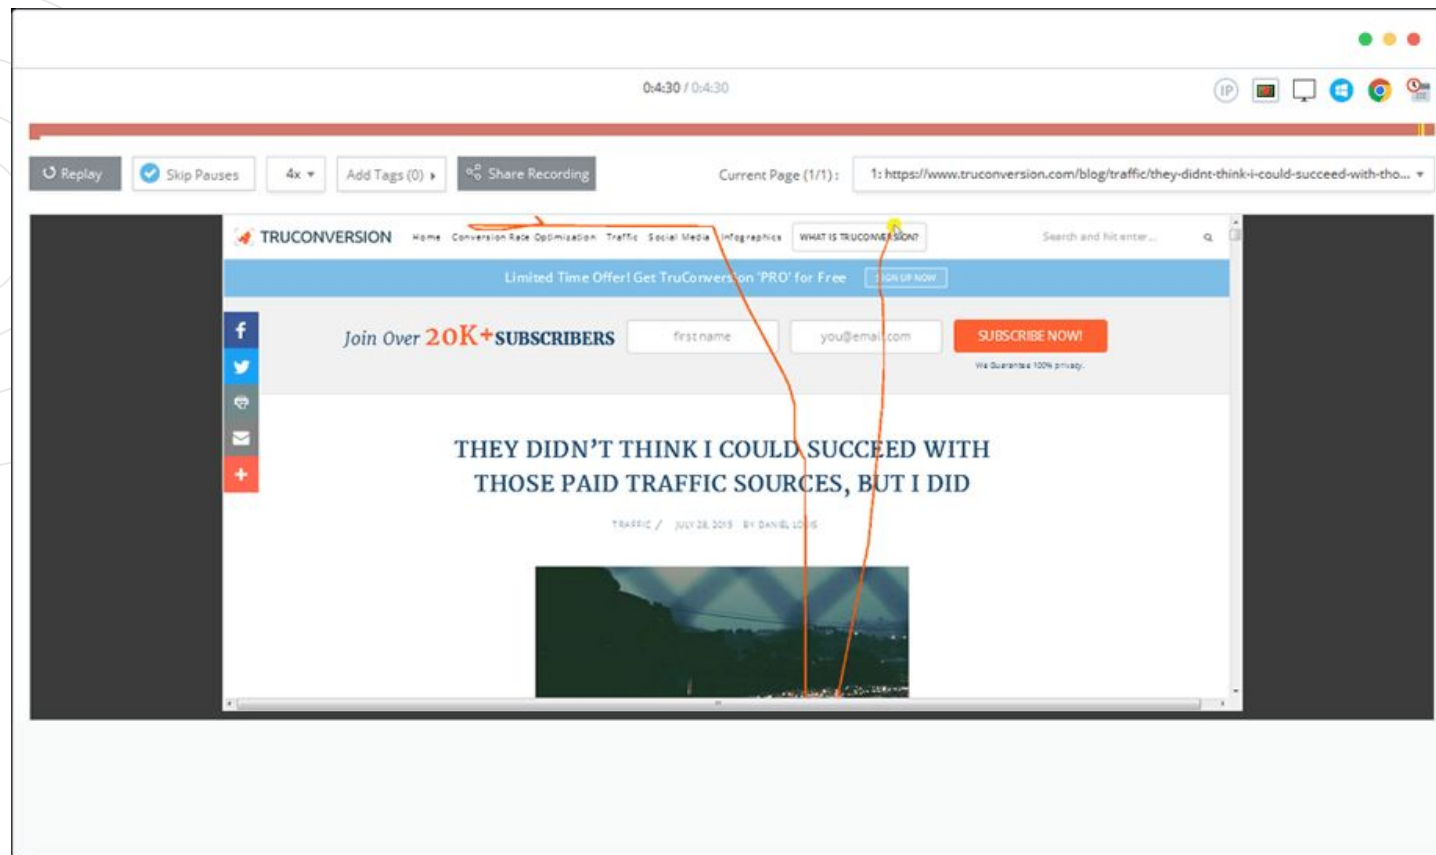 0:4:30 / 0:4:30
IP
Replay
Skip Pauses
4x
Add Tags (0)
Share Recording
Current Page (1/1) :
1: https://www.truconversion.com/blog/traffic/they-didnt-think-i-could-succeed-with-tho...
TRUCONVERSION
Home
Conversion Rate Optimization
Traffic
Social Media
Infographics
WHAT IS TRUCONVERSION?
Search and hit enter...
Limited Time Offer! Get TruConversion 'PRO' for Free
SIGN UP NOW
Join Over 20K+SUBSCRIBERS
first name
you@email.com
SUBSCRIBE NOW!
We Guarantee 100% privacy.
THEY DIDN'T THINK I COULD SUCCEED WITH
THOSE PAID TRAFFIC SOURCES, BUT I DID
TRAFFIC / JULY 28, 2015 BY DANIEL LOUIS